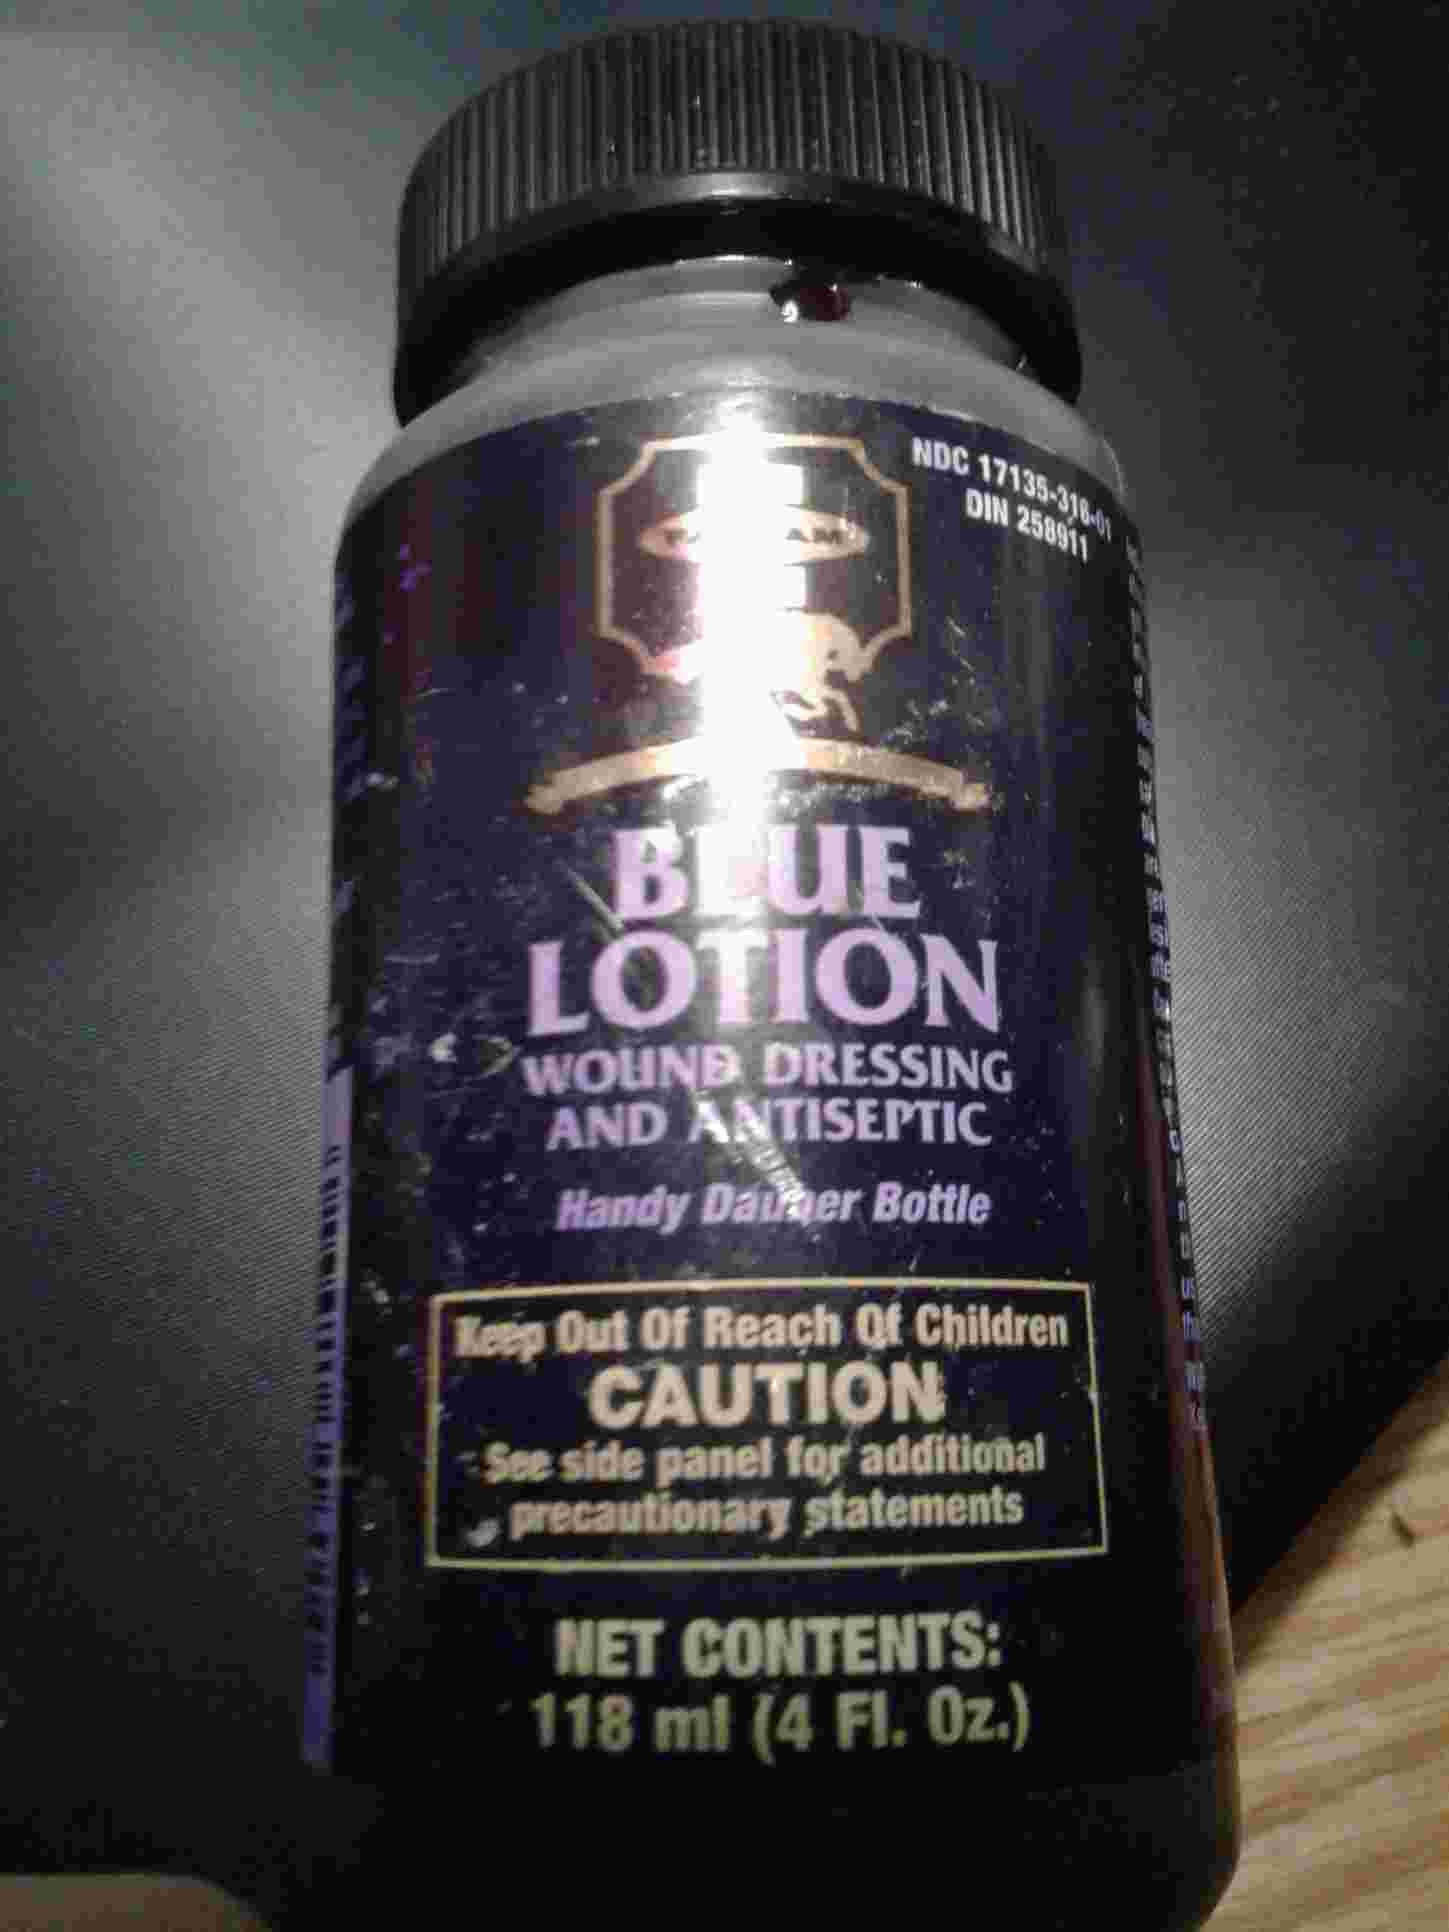 NDC 17135-316-01
DIN 258911
BLUE
LOTION
WOUND DRESSING
AND ANTISEPTIC
Handy Dauber Bottle
Keep Out Of Reach Of Children
CAUTION
See side panel for additional
precautionary statements
NET CONTENTS:
118 ml (4 Fl. Oz.)